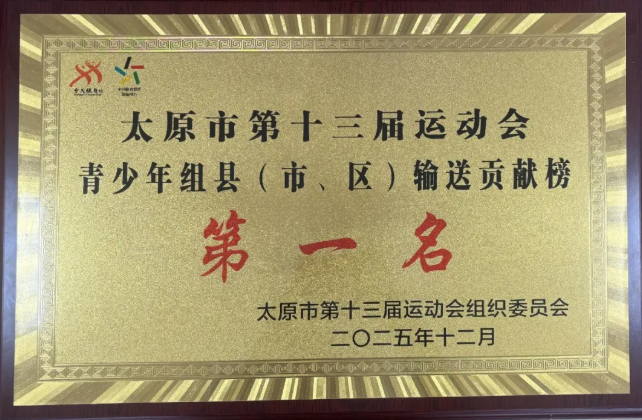 太原市第十三届运动会
青少年组县（市、区）输送贡献榜
第一名
太原市第十三届运动会组织委员会
二〇二五年十二月